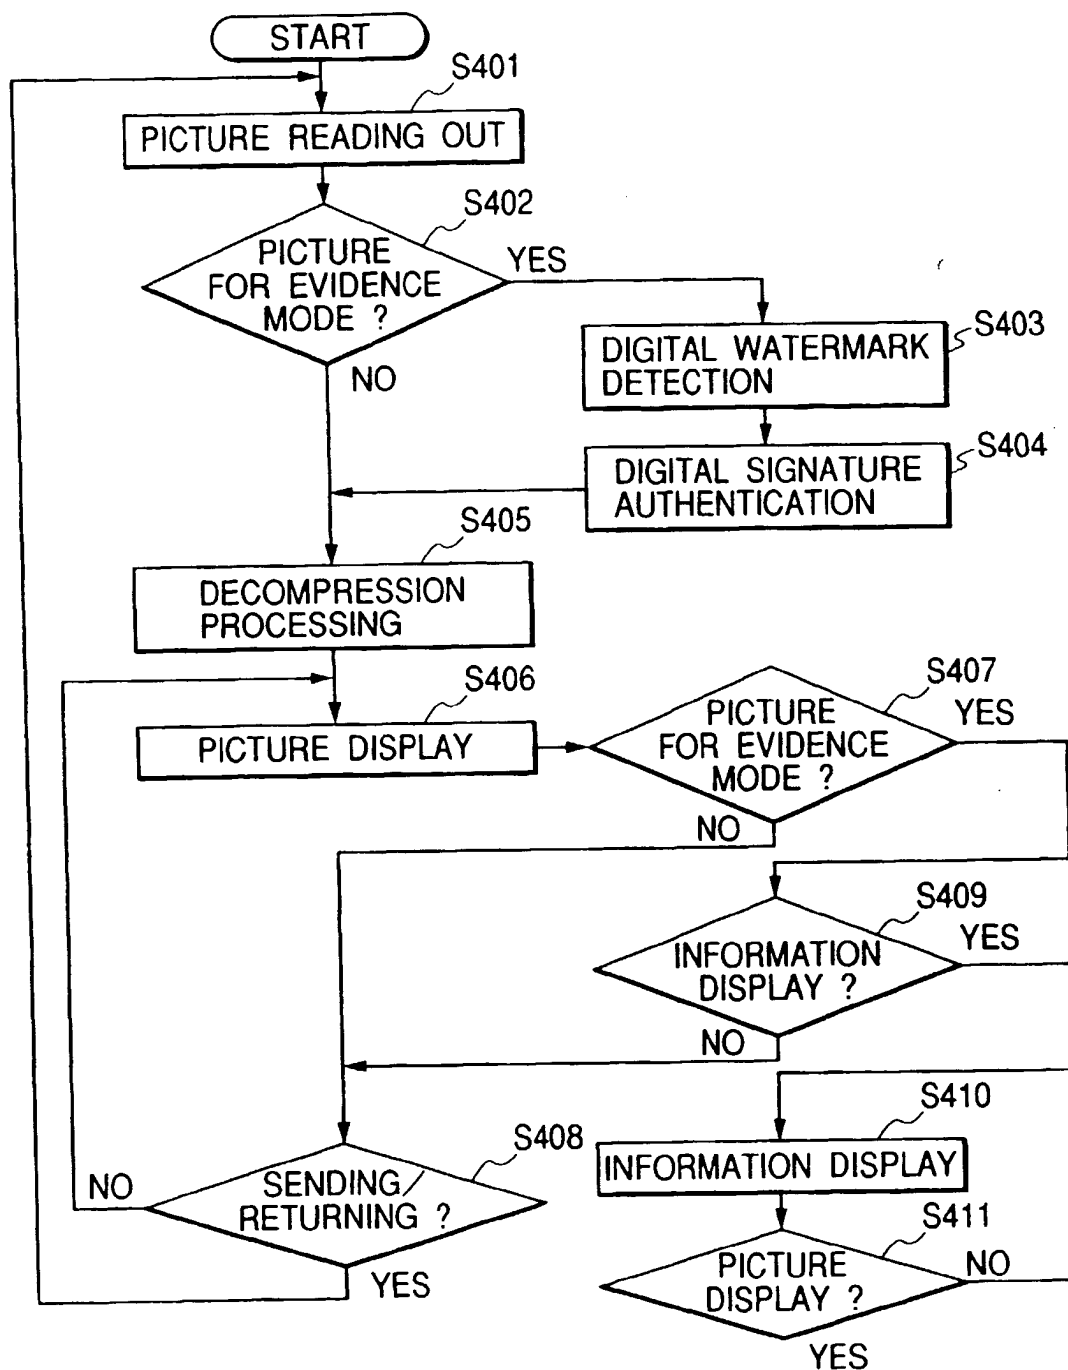 START
S401
PICTURE READING OUT
S402
PICTURE
FOR EVIDENCE
MODE ?
YES
NO
S403
DIGITAL WATERMARK
DETECTION
S404
DIGITAL SIGNATURE
AUTHENTICATION
S405
DECOMPRESSION
PROCESSING
S406
PICTURE DISPLAY
S407
PICTURE
FOR EVIDENCE
MODE ?
YES
NO
S409
INFORMATION
DISPLAY ?
YES
NO
S408
SENDING/
RETURNING ?
NO
YES
S410
INFORMATION DISPLAY
S411
PICTURE
DISPLAY ?
NO
YES